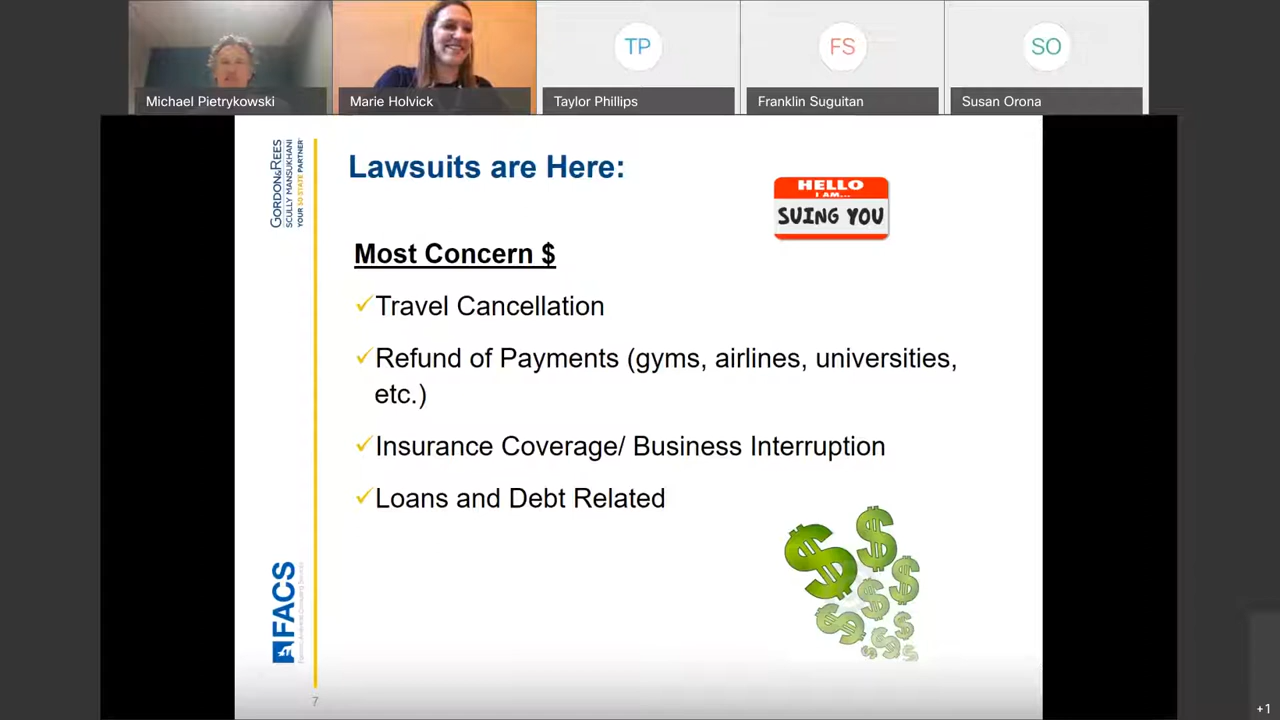 TP
FS
SO
Michael Pietrykowski
Marie Holvick
Taylor Phillips
Franklin Suguitan
Susan Orona
GORDON&REES
SCULLY MANSUKHANI
YOUR 50 STATE PARTNER
Lawsuits are Here:
HELLO
I AM...
SUING YOU
Most Concern $
Travel Cancellation
Refund of Payments (gyms, airlines, universities,
etc.)
Insurance Coverage/ Business Interruption
Loans and Debt Related
FACS
7
+1